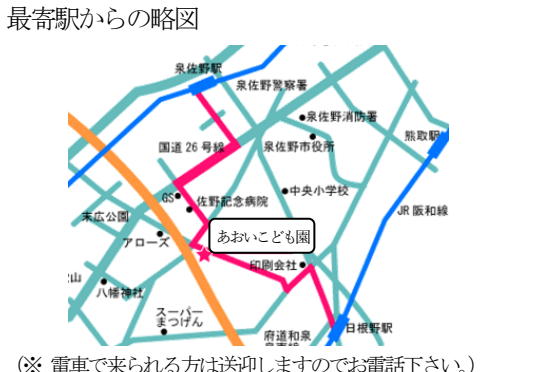 最寄駅からの略図
泉佐野駅
泉佐野警察署
泉佐野消防署
熊取駅
国道26号線
泉佐野市役所
中央小学校
GS
佐野記念病院
JR阪和線
末広公園
あおいこども園
アローズ
印刷会社
山
八幡神社
スーパー
まつげん
日根野駅
府道和泉
(※ 電車で来られる方は送迎しますのでお電話下さい。)